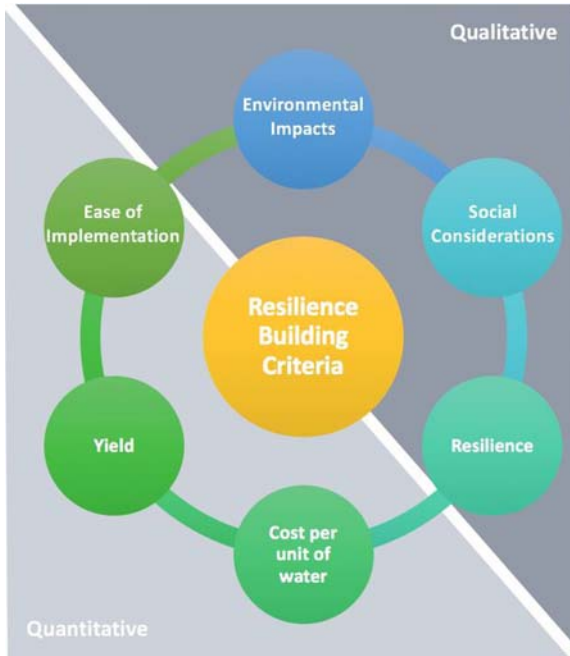 Qualitative
Environmental
Impacts
Ease of
Implementation
Social
Considerations
Resilience
Building
Criteria
Yield
Resilience
Cost per
unit of
water
Quantitative